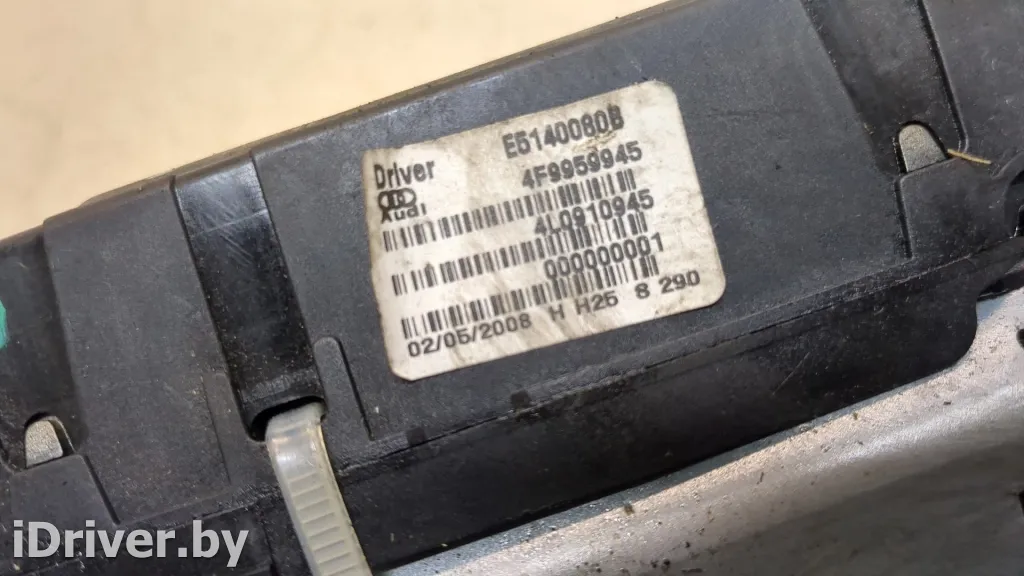 Driver E5140080B
4F9959945
Audi
4L0910945
000000001
02/05/2008 H H25 8 290
iDriver.by